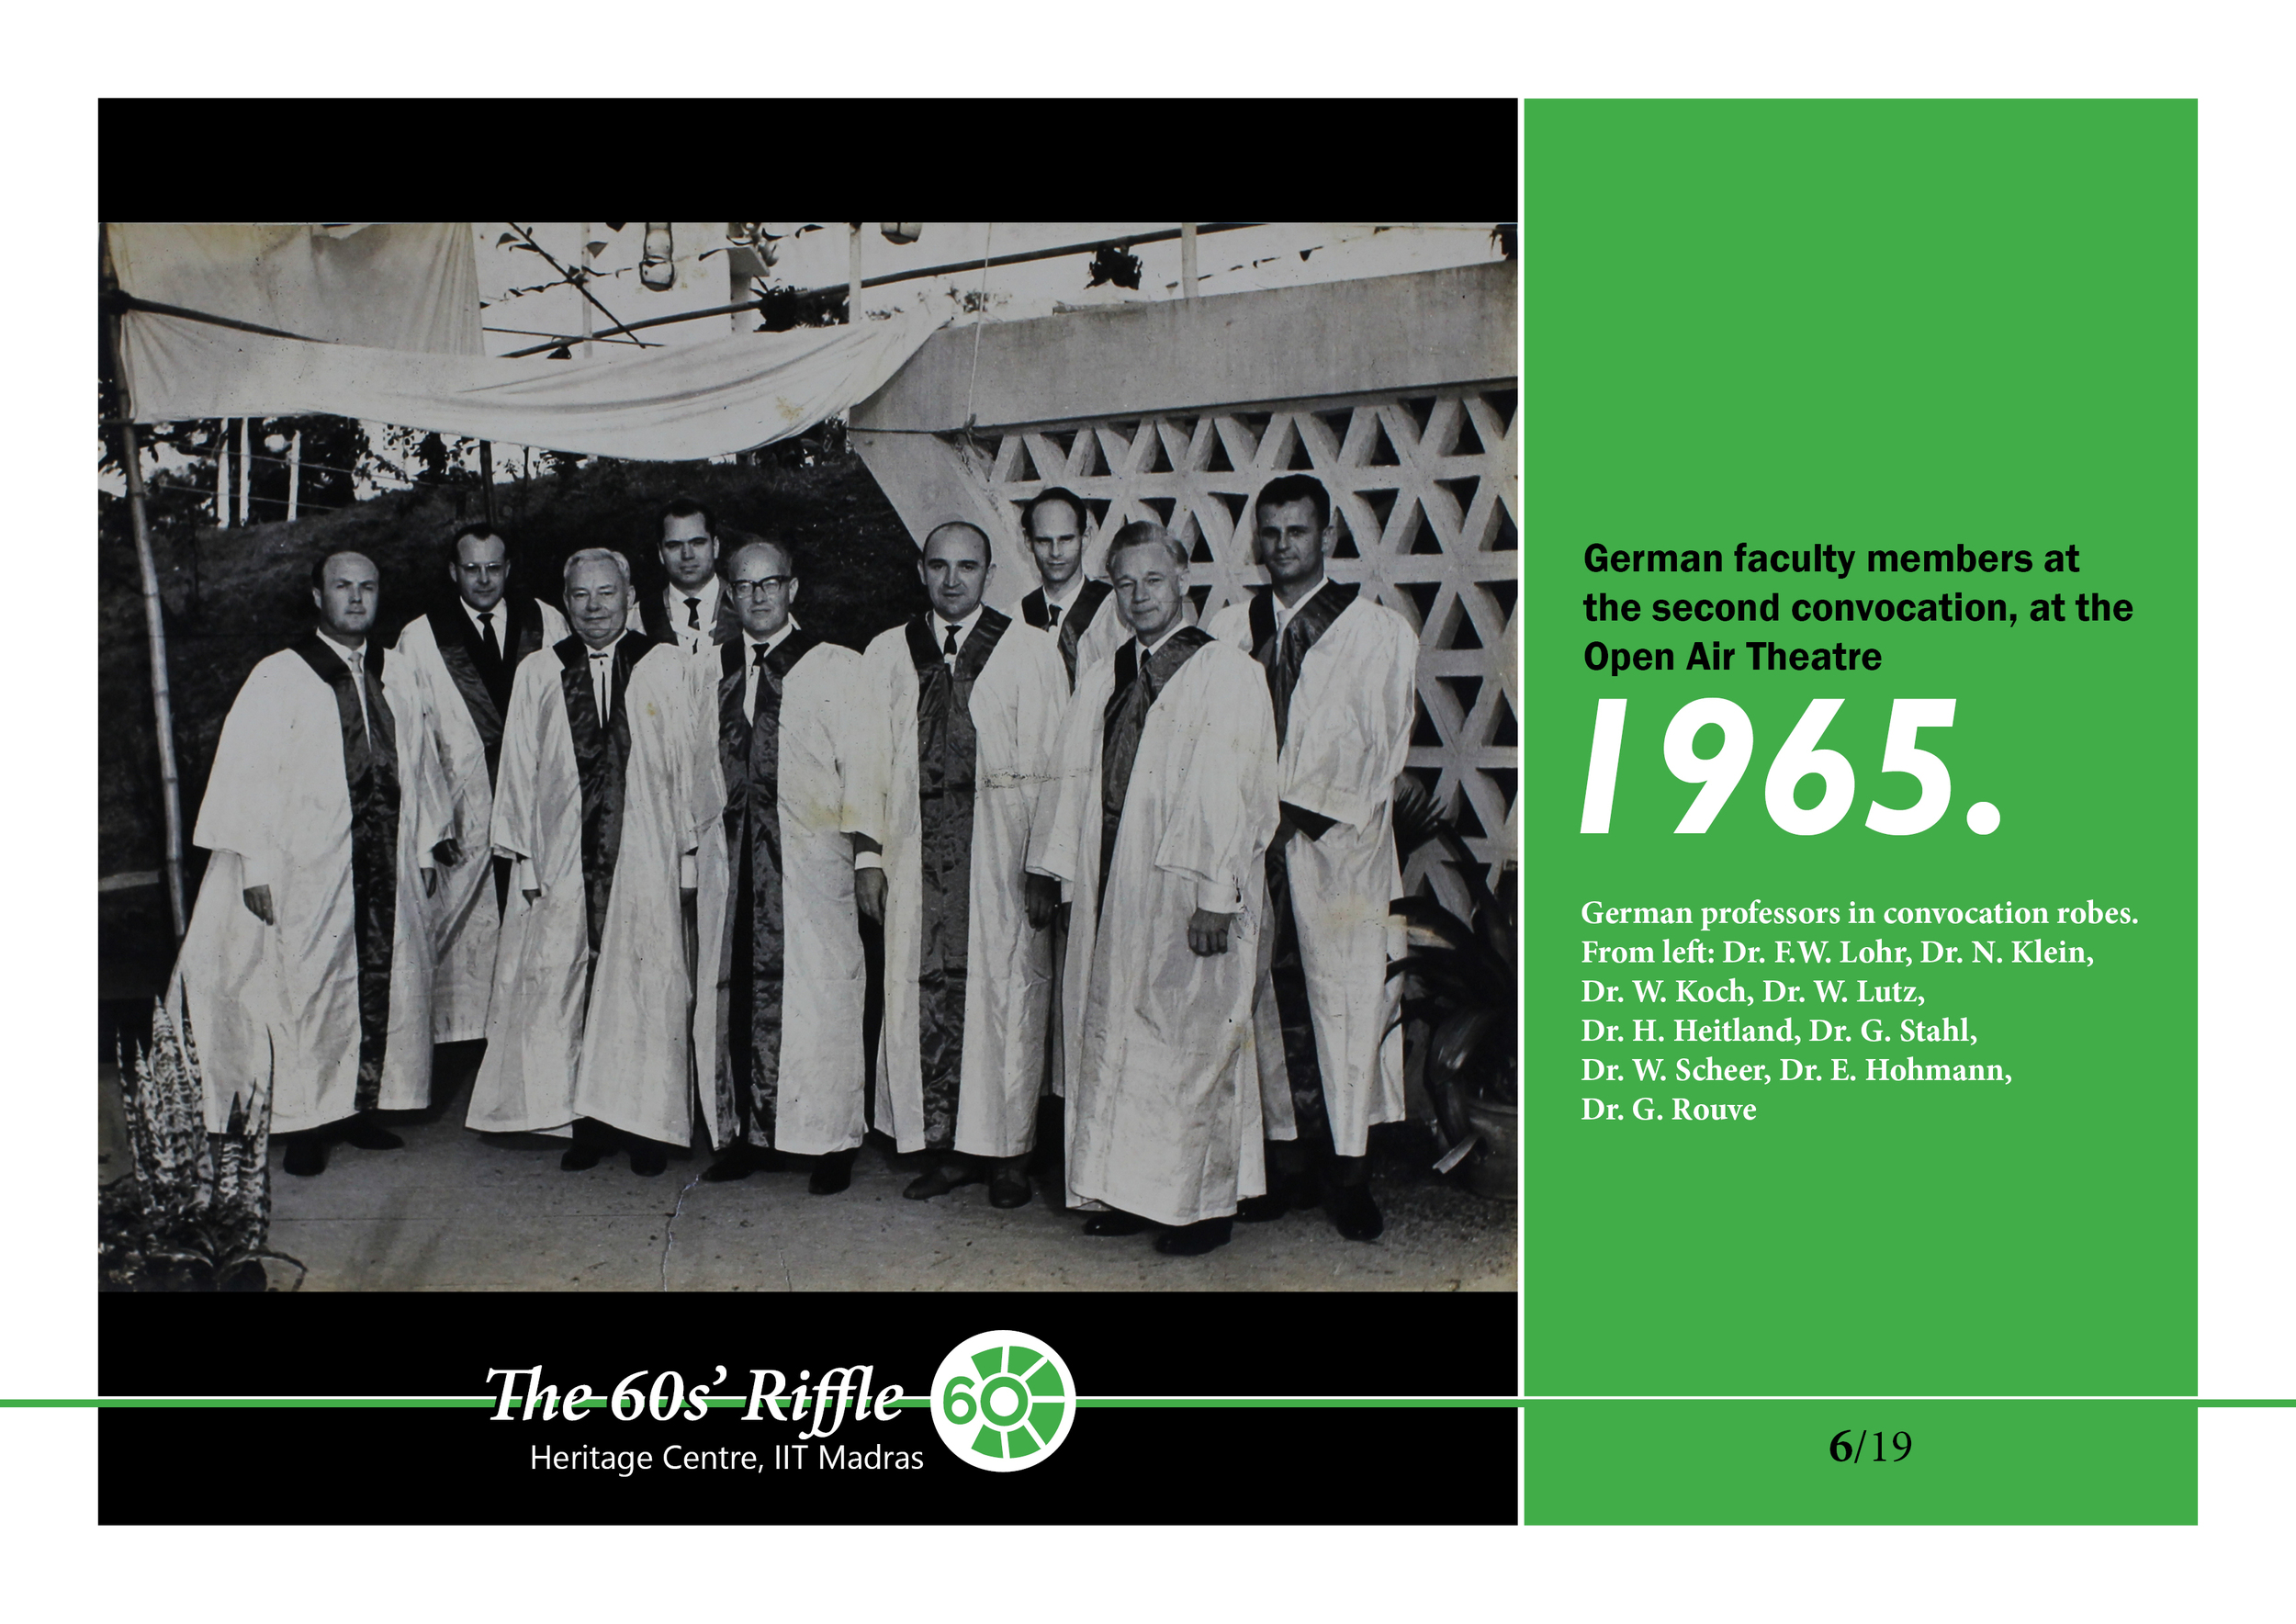 German faculty members at
the second convocation, at the
Open Air Theatre
1965.
German professors in convocation robes.
From left: Dr. F.W. Lohr, Dr. N. Klein,
Dr. W. Koch, Dr. W. Lutz,
Dr. H. Heitland, Dr. G. Stahl,
Dr. W. Scheer, Dr. E. Hohmann,
Dr. G. Rouve
The 60s’ Riffle
Heritage Centre, IIT Madras
60
6/19